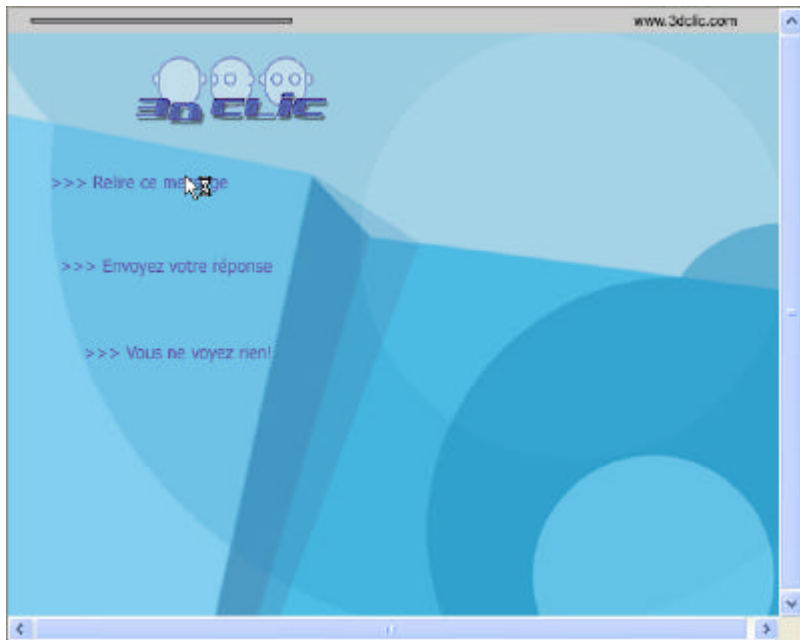 www.3dclic.com
3D CLiC
>>> Relire ce
>>> Envoyez votre réponse
>>> Vous ne voyez rien!